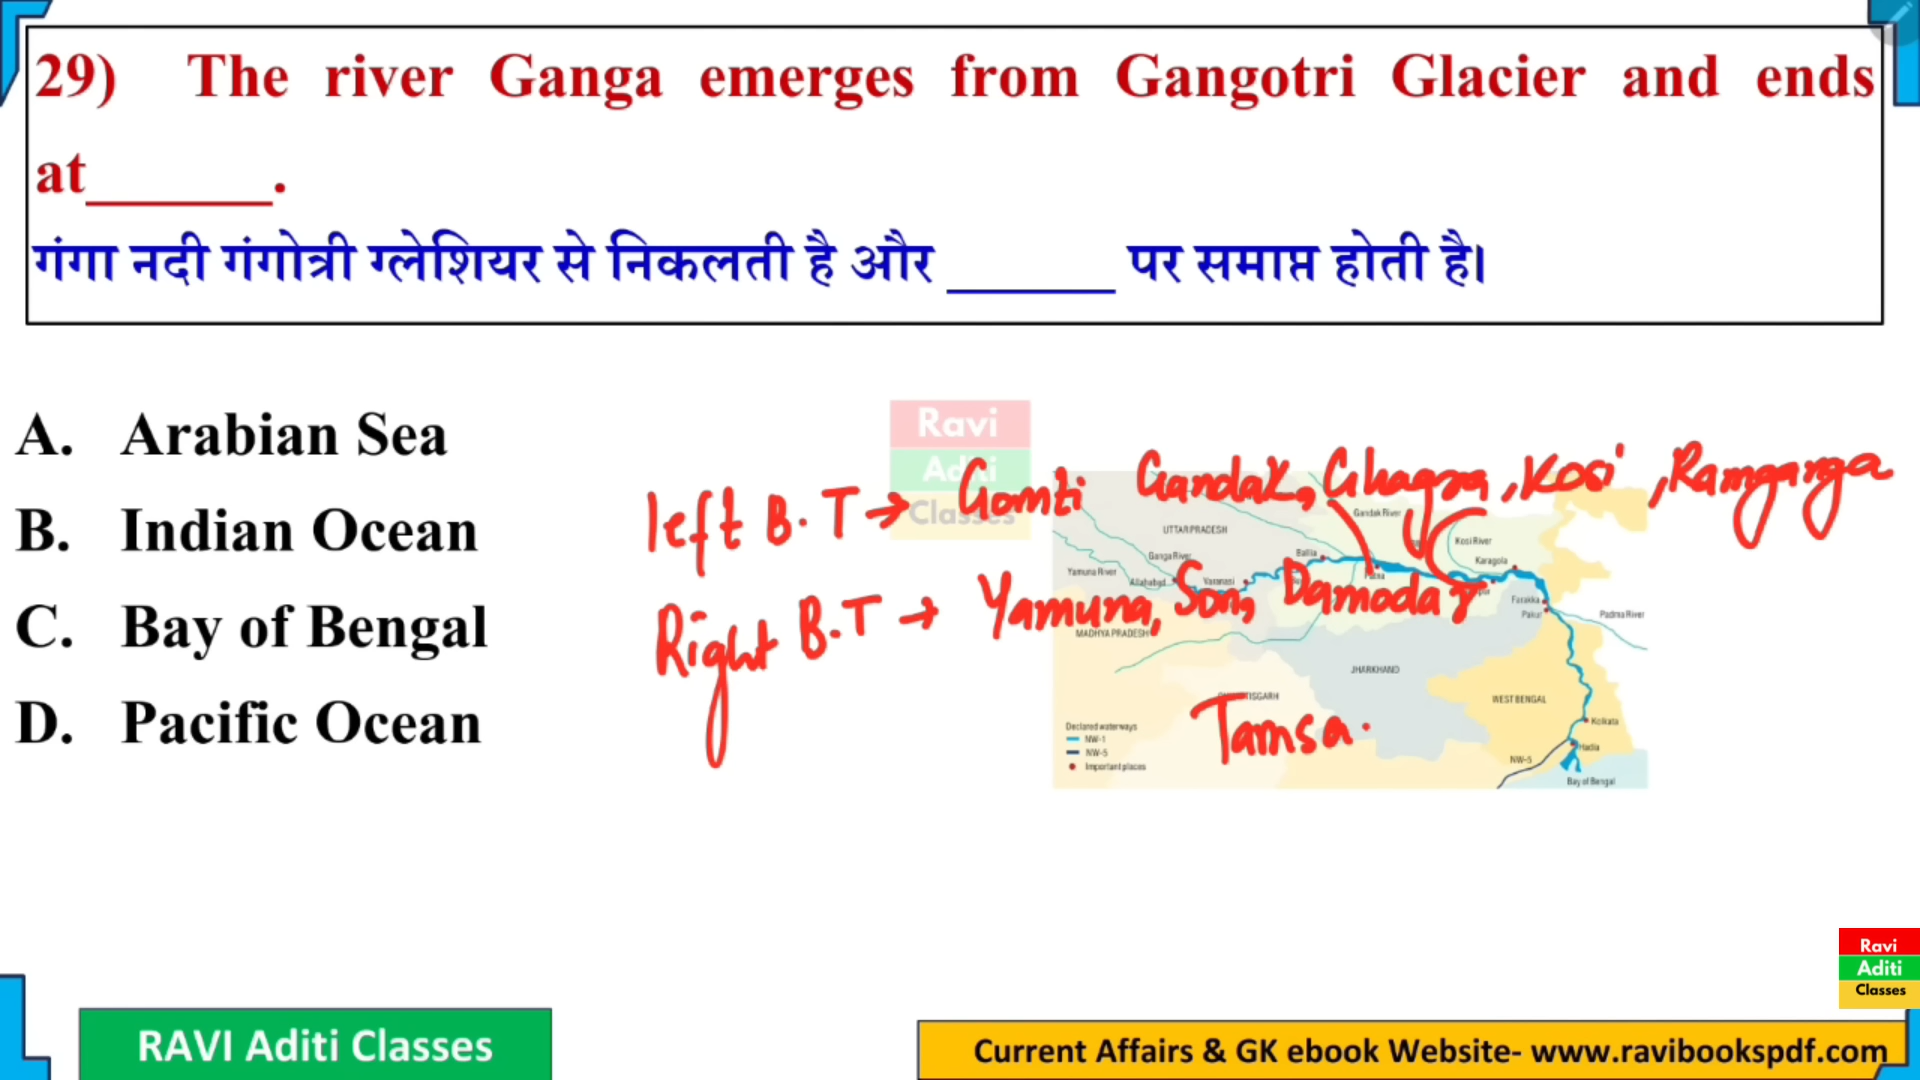 29) The river Ganga emerges from Gangotri Glacier and ends
at______.
गंगा नदी गंगोत्री ग्लेशियर से निकलती है और ______ पर समाप्त होती है।
A. Arabian Sea
B. Indian Ocean
C. Bay of Bengal
D. Pacific Ocean
Ravi
Aditi
Classes
left B.T → Gomti Gandak, Ghagra, Kosi, Ramganga
Right B.T → Yamuna, Son, Damodar
Tamsa.
UTTAR PRADESH
Gandak River
Kosi River
Ganga River
Ballia
Karagola
Yamuna River
Allahabad
Varanasi
Patna
Farakka
Pakur
Padma River
MADHYA PRADESH
JHARKHAND
WEST BENGAL
Declared waterways
NW-1
NW-5
Important places
Kolkata
NW-5
Bay of Bengal
Ravi
Aditi
Classes
RAVI Aditi Classes
Current Affairs & GK ebook Website- www.ravibookspdf.com